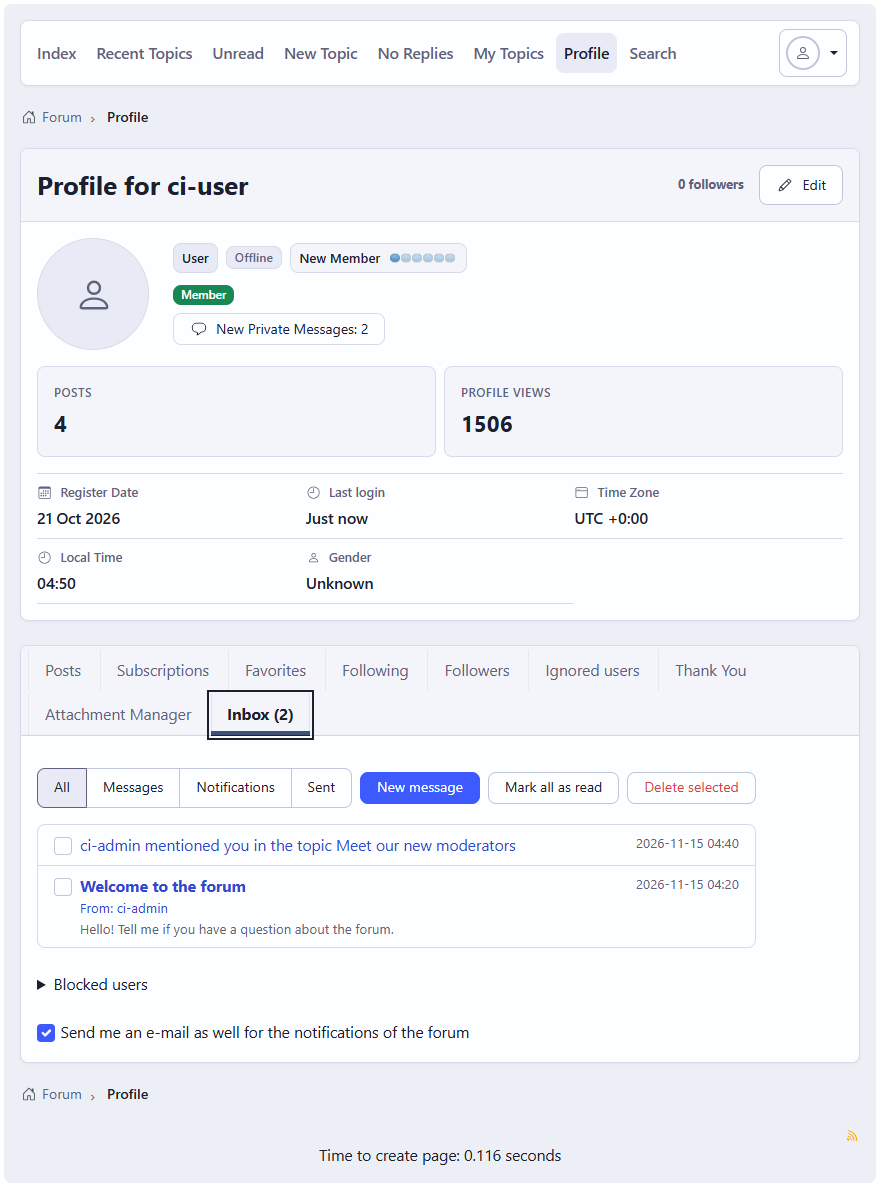 Index Recent Topics Unread New Topic No Replies My Topics Profile Search
Forum › Profile
Profile for ci-user
0 followers
Edit
User Offline New Member
Member
New Private Messages: 2
POSTS
4
PROFILE VIEWS
1506
Register Date
21 Oct 2026
Last login
Just now
Time Zone
UTC +0:00
Local Time
04:50
Gender
Unknown
Posts Subscriptions Favorites Following Followers Ignored users Thank You
Attachment Manager Inbox (2)
All Messages Notifications Sent New message Mark all as read Delete selected
ci-admin mentioned you in the topic Meet our new moderators 2026-11-15 04:40
Welcome to the forum 2026-11-15 04:20
From: ci-admin
Hello! Tell me if you have a question about the forum.
Blocked users
Send me an e-mail as well for the notifications of the forum
Forum › Profile
Time to create page: 0.116 seconds